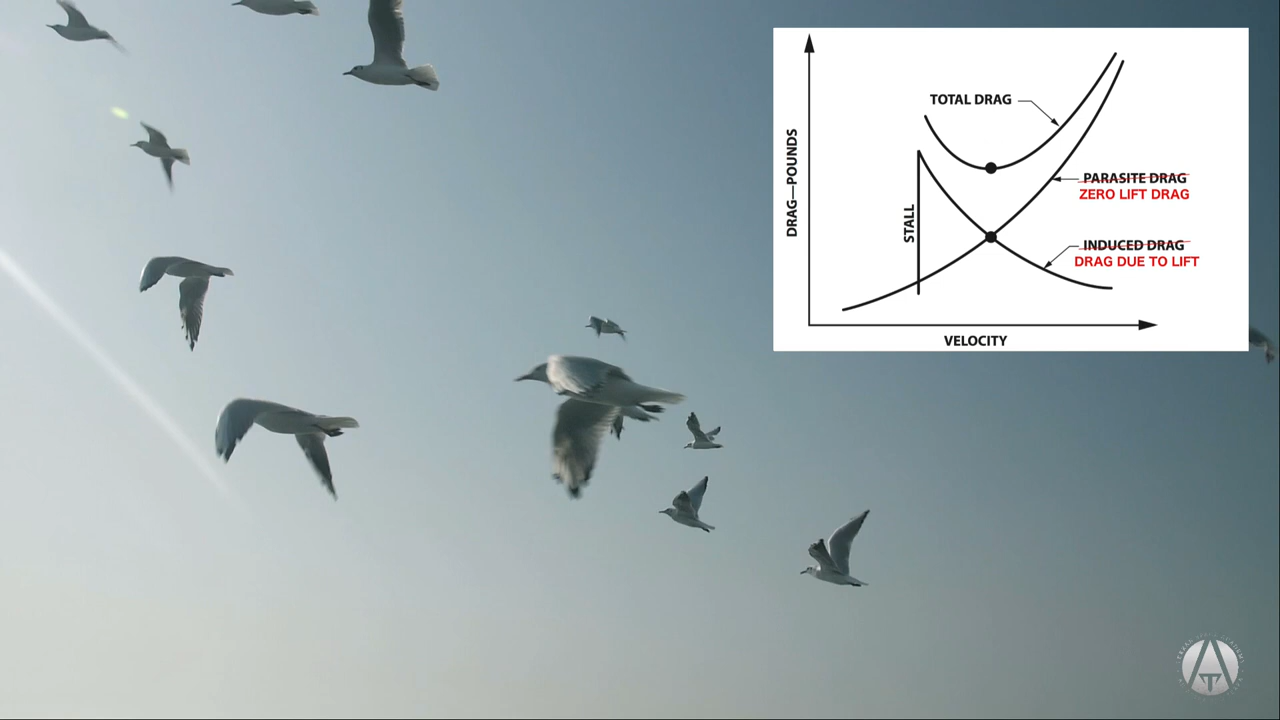 TOTAL DRAG
DRAG—POUNDS
PARASITE DRAG
ZERO LIFT DRAG
STALL
INDUCED DRAG
DRAG DUE TO LIFT
VELOCITY